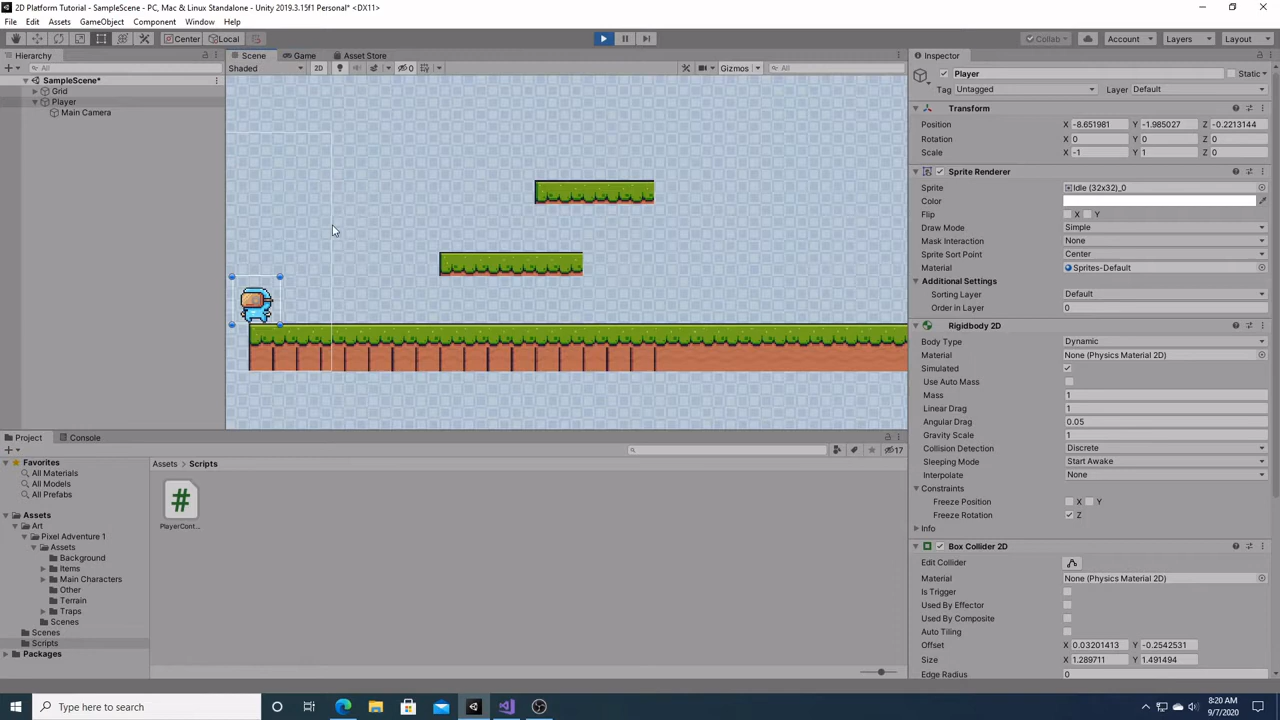 2D Platform Tutorial - SampleScene - PC, Mac & Linux Standalone - Unity 2019.3.15f1 Personal* <DX11>
File Edit Assets GameObject Component Window Help
Center Local Collab Account Layers Layout
Hierarchy
All
SampleScene*
Grid
Player
Main Camera
Scene Game Asset Store
Shaded 2D 0 Gizmos All
Inspector
Player Static
Tag Untagged Layer Default
Transform
Position X -8.651981 Y -1.985027 Z -0.2213144
Rotation X 0 Y 0 Z 0
Scale X -1 Y 1 Z 0
Sprite Renderer
Sprite Idle (32x32)_0
Color
Flip X Y
Draw Mode Simple
Mask Interaction None
Sprite Sort Point Center
Material Sprites-Default
Additional Settings
Sorting Layer Default
Order in Layer 0
Rigidbody 2D
Body Type Dynamic
Material None (Physics Material 2D)
Simulated
Use Auto Mass
Mass 1
Linear Drag 1
Angular Drag 0.05
Gravity Scale 1
Collision Detection Discrete
Sleeping Mode Start Awake
Interpolate None
Constraints
Freeze Position X Y
Freeze Rotation Z
Info
Box Collider 2D
Edit Collider
Material None (Physics Material 2D)
Is Trigger
Used By Effector
Used By Composite
Auto Tiling
Offset X 0.03201413 Y -0.2542531
Size X 1.289711 Y 1.491494
Edge Radius 0
Project Console
17
Favorites
All Materials
All Models
All Prefabs
Assets
Art
Pixel Adventure 1
Assets
Background
Items
Main Characters
Other
Terrain
Traps
Scenes
Scenes
Scripts
Packages
Assets > Scripts
#
PlayerCont...
Type here to search
8:20 AM
9/7/2020